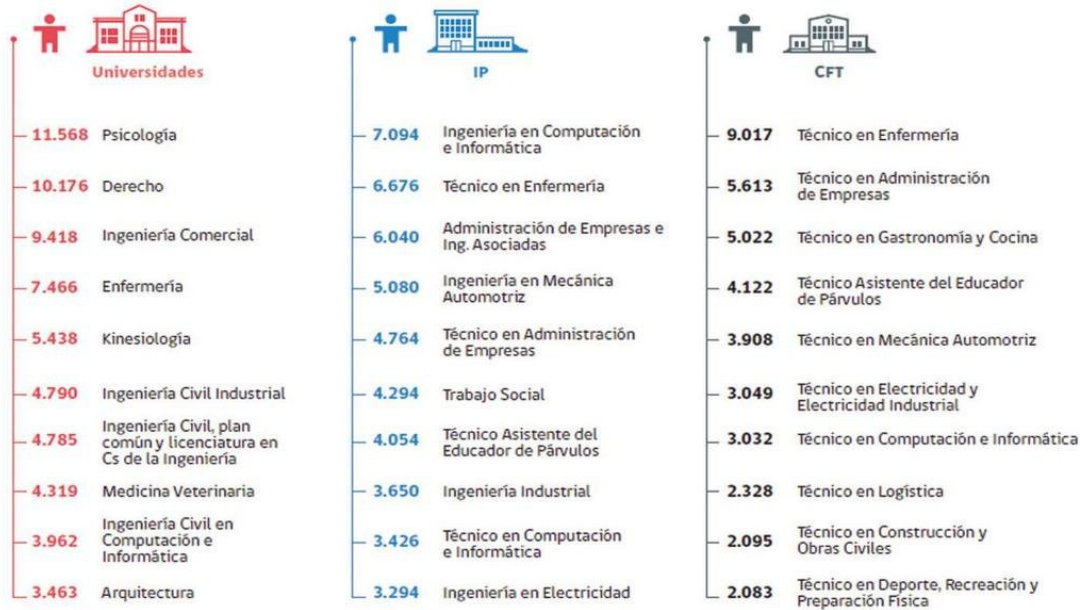 Universidades
11.568 Psicología
10.176 Derecho
9.418 Ingeniería Comercial
7.466 Enfermería
5.438 Kinesiología
4.790 Ingeniería Civil Industrial
4.785 Ingeniería Civil, plan
común y licenciatura en
Cs de la Ingeniería
4.319 Medicina Veterinaria
3.962 Ingeniería Civil en
Computación e
Informática
3.463 Arquitectura
IP
7.094 Ingeniería en Computación
e Informática
6.676 Técnico en Enfermería
6.040 Administración de Empresas e
Ing. Asociadas
5.080 Ingeniería en Mecánica
Automotriz
4.764 Técnico en Administración
de Empresas
4.294 Trabajo Social
4.054 Técnico Asistente del
Educador de Párvulos
3.650 Ingeniería Industrial
3.426 Técnico en Computación
e Informática
3.294 Ingeniería en Electricidad
CFT
9.017 Técnico en Enfermería
5.613 Técnico en Administración
de Empresas
5.022 Técnico en Gastronomía y Cocina
4.122 Técnico Asistente del Educador
de Párvulos
3.908 Técnico en Mecánica Automotriz
3.049 Técnico en Electricidad y
Electricidad Industrial
3.032 Técnico en Computación e Informática
2.328 Técnico en Logística
2.095 Técnico en Construcción y
Obras Civiles
2.083 Técnico en Deporte, Recreación y
Preparación Física